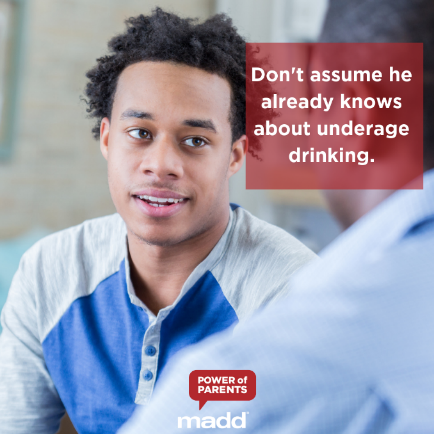 Don't assume he
already knows
about underage
drinking.
POWER of
PARENTS
madd